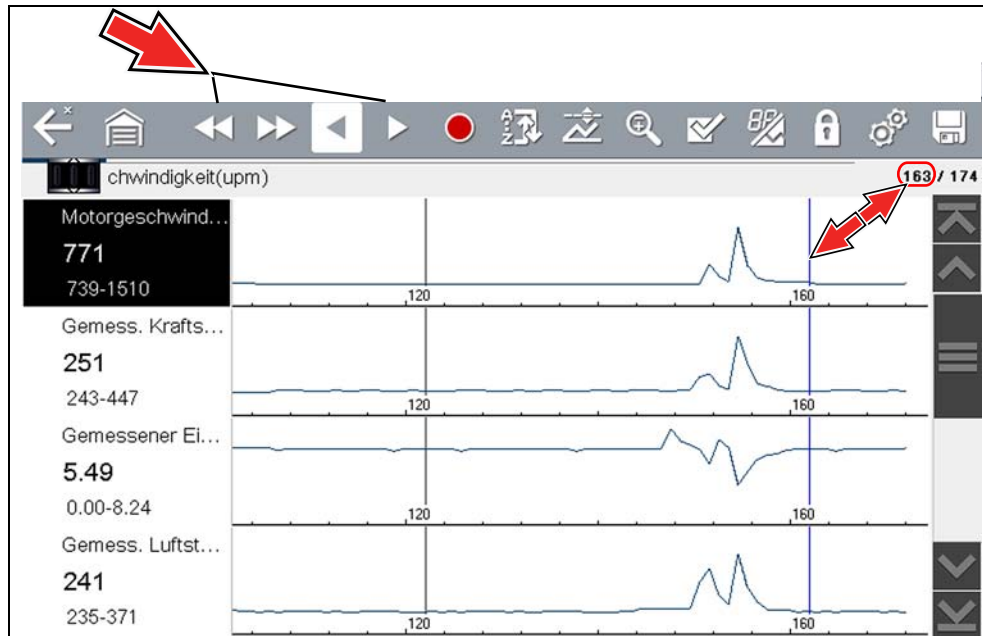 chwindigkeit(upm)
163 / 174
Motorgeschwind...
771
739-1510
120
160
Gemess. Krafts...
251
243-447
120
160
Gemessener Ei...
5.49
0.00-8.24
120
160
Gemess. Luftst...
241
235-371
120
160